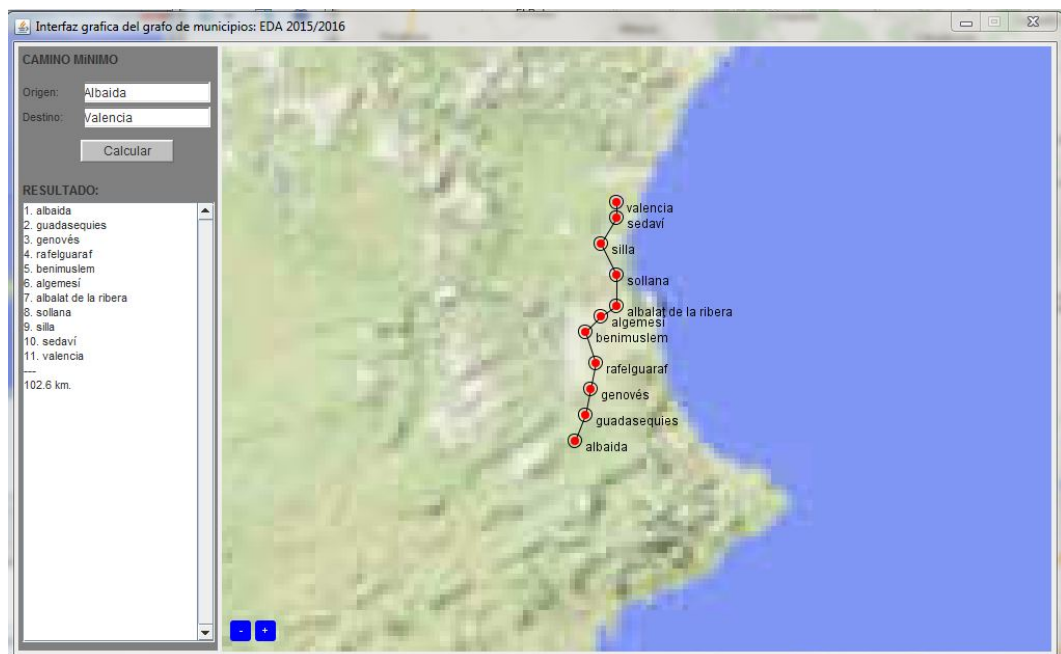 Interfaz grafica del grafo de municipios: EDA 2015/2016
CAMINO MiNIMO
Origen: Albaida
Destino: Valencia
Calcular
RESULTADO:
1. albaida
2. guadasequies
3. genovés
4. rafelguaraf
5. benimuslem
6. algemesí
7. albalat de la ribera
8. sollana
9. silla
10. sedaví
11. valencia
---
102.6 km.
valencia
sedaví
silla
sollana
albalat de la ribera
algemesí
benimuslem
rafelguaraf
genovés
guadasequies
albaida
- +